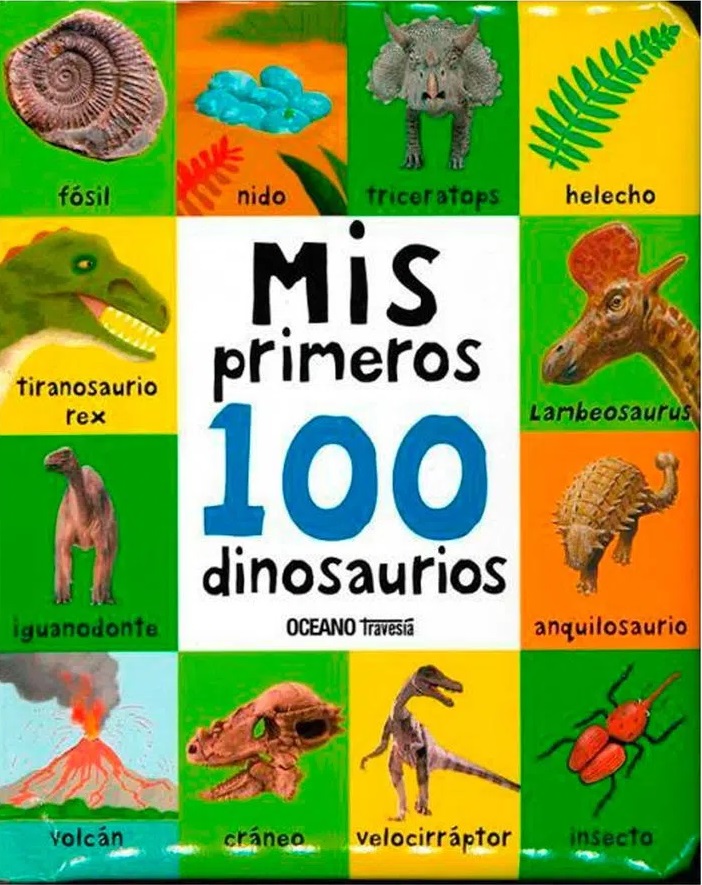 fósil
nido
triceratops
helecho
tiranosaurio
rex
Mis
primeros
100
dinosaurios
OCEANO Travesía
Lambeosaurus
iguanodonte
anquilosaurio
volcán
cráneo
velocirráptor
insecto